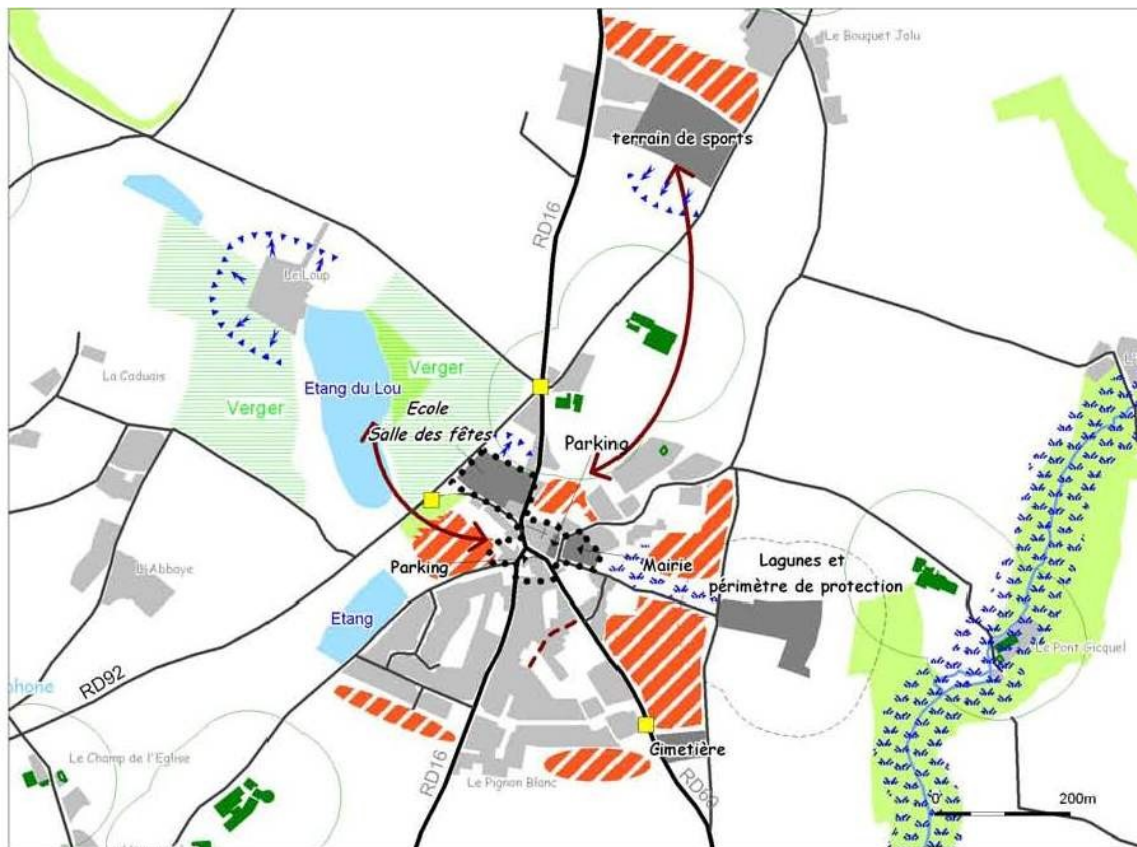 Le Bouquet Jolu
terrain de sports
RD16
Le Loup
La Caduais
Verger
Etang du Lou
Verger
Ecole
Salle des fêtes
Parking
L'Abbaye
Parking
Mairie
Lagunes et
périmètre de protection
Etang
Le Pont Gicquel
RD92
phone
Le Champ de l'Eglise
RD16
Le Pignon Blanc
Cimetière
RD60
0
200m